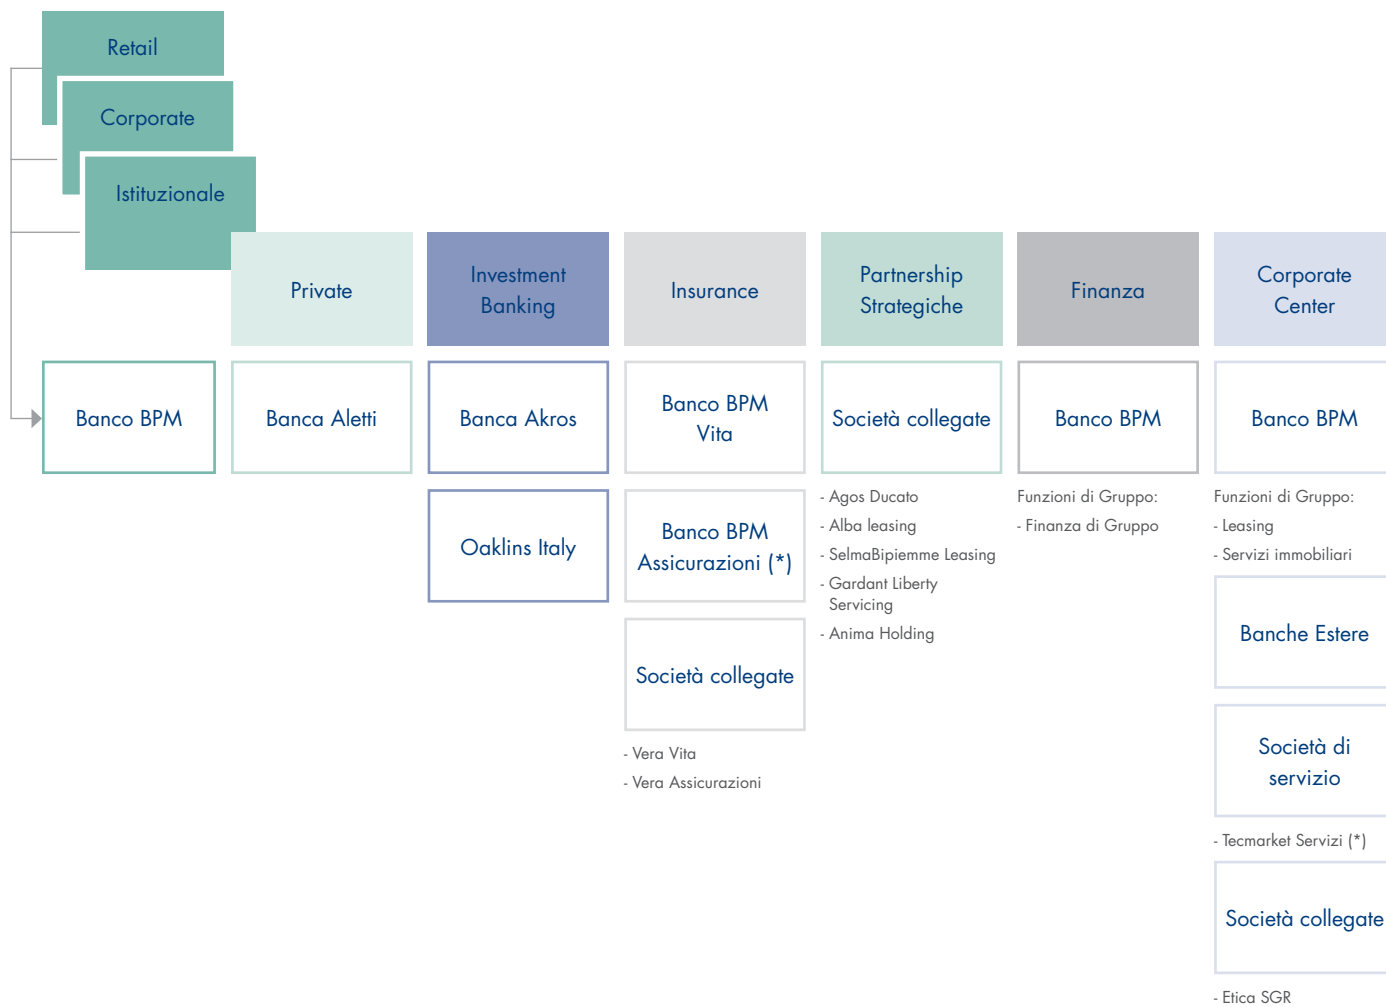 Retail
Corporate
Istituzionale
Private
Investment
Banking
Insurance
Partnership
Strategiche
Finanza
Corporate
Center
Banco BPM
Banca Aletti
Banca Akros
Banco BPM
Vita
Società collegate
Banco BPM
Banco BPM
Oaklins Italy
Banco BPM
Assicurazioni (*)
Società collegate
- Vera Vita
- Vera Assicurazioni
- Agos Ducato
- Alba leasing
- SelmaBipiemme Leasing
- Gardant Liberty
Servicing
- Anima Holding
Funzioni di Gruppo:
- Finanza di Gruppo
Funzioni di Gruppo:
- Leasing
- Servizi immobiliari
Banche Estere
Società di
servizio
- Tecmarket Servizi (*)
Società collegate
- Etica SGR